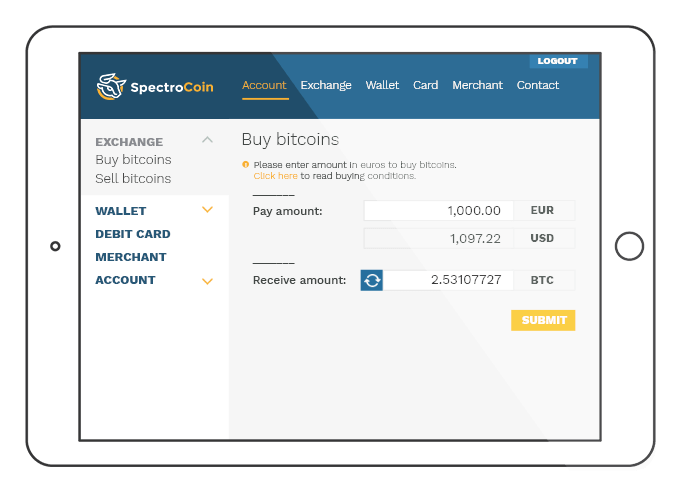 LOGOUT
SpectroCoin
Account Exchange Wallet Card Merchant Contact
EXCHANGE
Buy bitcoins
Sell bitcoins
WALLET
DEBIT CARD
MERCHANT
ACCOUNT
Buy bitcoins
Please enter amount in euros to buy bitcoins.
Click here to read buying conditions.
Pay amount: 1,000.00 EUR
1,097.22 USD
Receive amount: 2.53107727 BTC
SUBMIT